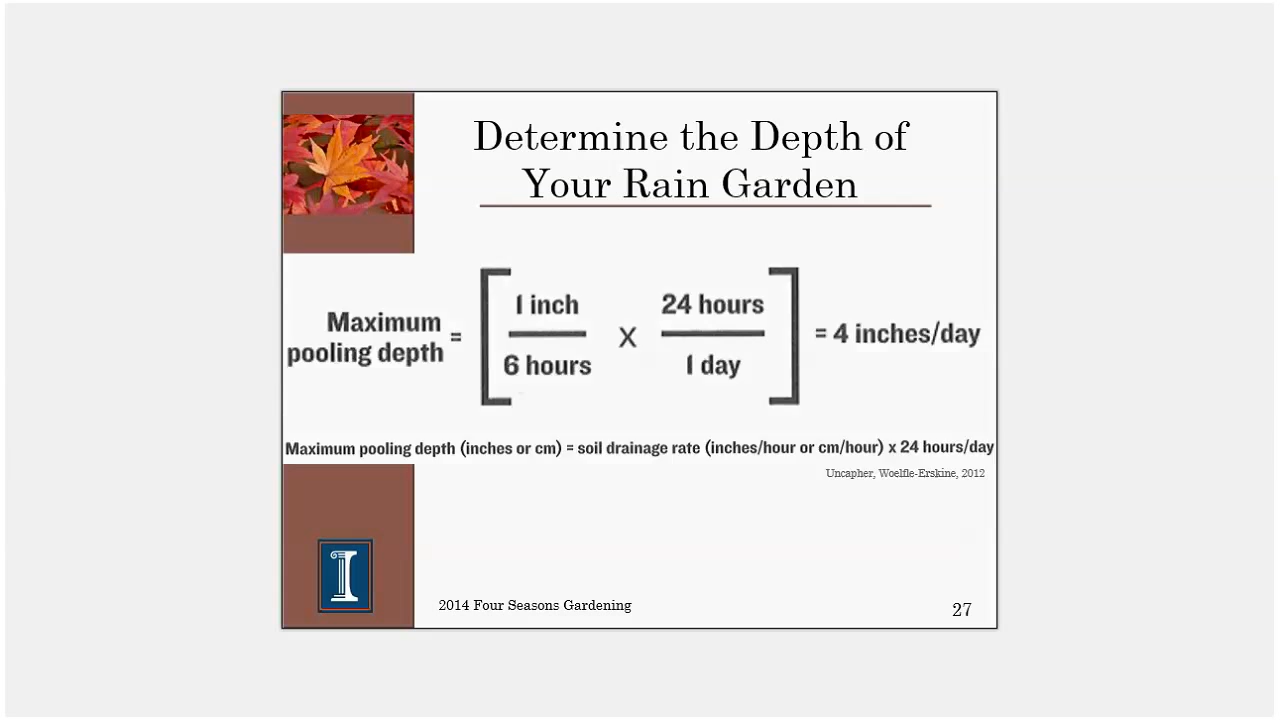 Determine the Depth of
Your Rain Garden
Maximum
pooling depth
=
1 inch
6 hours
X
24 hours
1 day
= 4 inches/day
Maximum pooling depth (inches or cm) = soil drainage rate (inches/hour or cm/hour) x 24 hours/day
Uncapher, Woelfle-Erskine, 2012
I
2014 Four Seasons Gardening
27